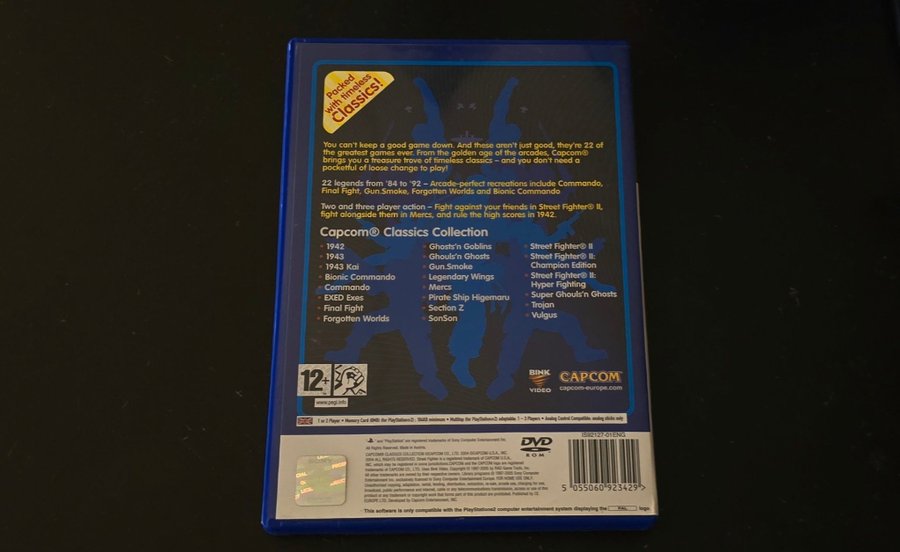 Packed
with timeless
Classics!
You can't keep a good game down. And these aren't just good, they're 22 of
the greatest games ever. From the golden age of the arcades, Capcom®
brings you a treasure trove of timeless classics – and you don't need a
pocketful of loose change to play!
22 legends from '84 to '92 – Arcade-perfect recreations include Commando,
Final Fight, Gun.Smoke, Forgotten Worlds and Bionic Commando
Two and three player action – Fight against your friends in Street Fighter® II,
fight alongside them in Mercs, and rule the high scores in 1942.
Capcom® Classics Collection
1942
1943
1943 Kai
Bionic Commando
Commando
EXED Exes
Final Fight
Forgotten Worlds
Ghosts'n Goblins
Ghouls'n Ghosts
Gun.Smoke
Legendary Wings
Mercs
Pirate Ship Higemaru
Section Z
SonSon
Street Fighter® II
Street Fighter® II:
Champion Edition
Street Fighter® II:
Hyper Fighting
Super Ghouls'n Ghosts
Trojan
Vulgus
12+
www.pegi.info
BINK
VIDEO
CAPCOM
capcom-europe.com
IS92127-01ENG
DVD
ROM
5 055060 923429 >
This software is only compatible with the PlayStation2 computer entertainment system displaying the PAL logo